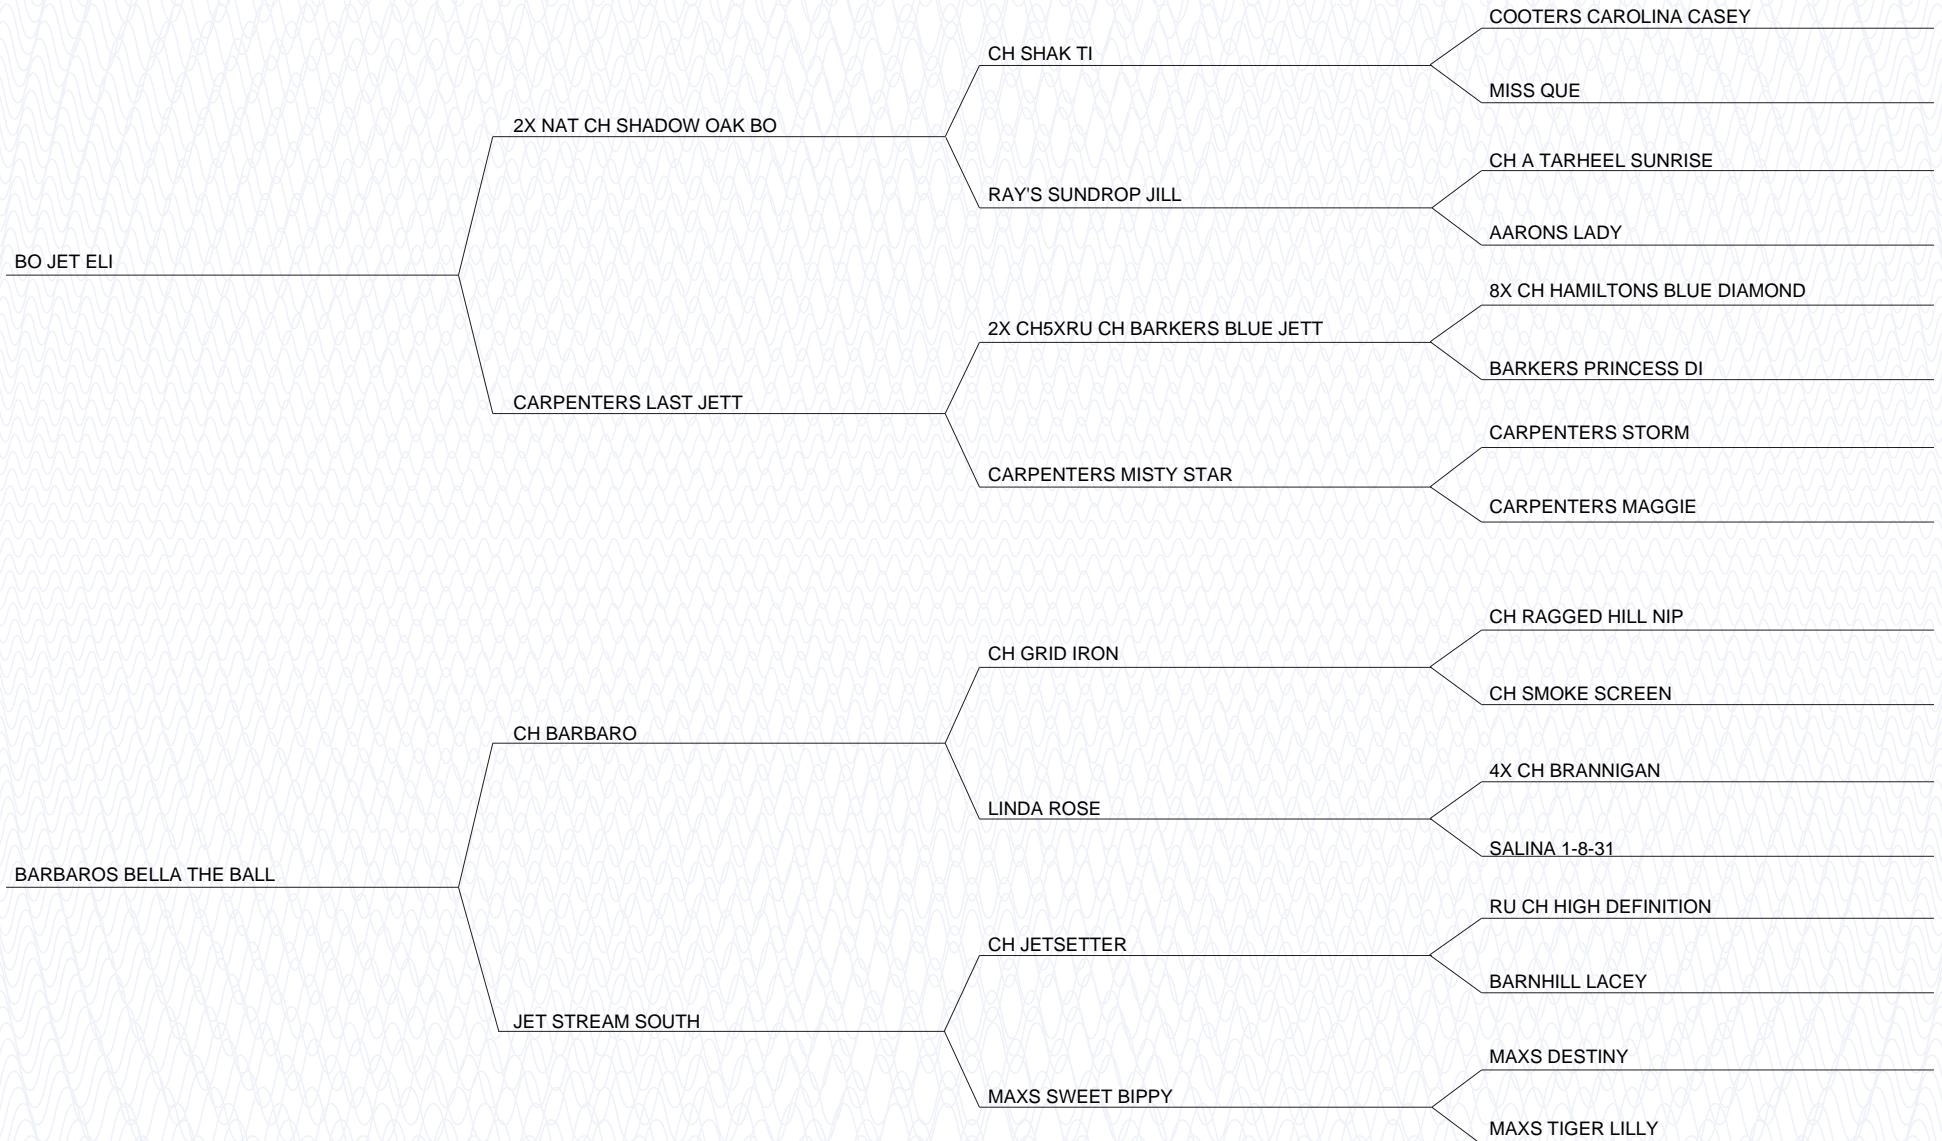 COOTERS CAROLINA CASEY
CH SHAK TI
MISS QUE
2X NAT CH SHADOW OAK BO
CH A TARHEEL SUNRISE
RAY'S SUNDROP JILL
AARONS LADY
BO JET ELI
8X CH HAMILTONS BLUE DIAMOND
2X CH5XRU CH BARKERS BLUE JETT
BARKERS PRINCESS DI
CARPENTERS LAST JETT
CARPENTERS STORM
CARPENTERS MISTY STAR
CARPENTERS MAGGIE
CH RAGGED HILL NIP
CH GRID IRON
CH SMOKE SCREEN
CH BARBARO
4X CH BRANNIGAN
LINDA ROSE
SALINA 1-8-31
BARBAROS BELLA THE BALL
RU CH HIGH DEFINITION
CH JETSETTER
BARNHILL LACEY
JET STREAM SOUTH
MAXS DESTINY
MAXS SWEET BIPPY
MAXS TIGER LILLY